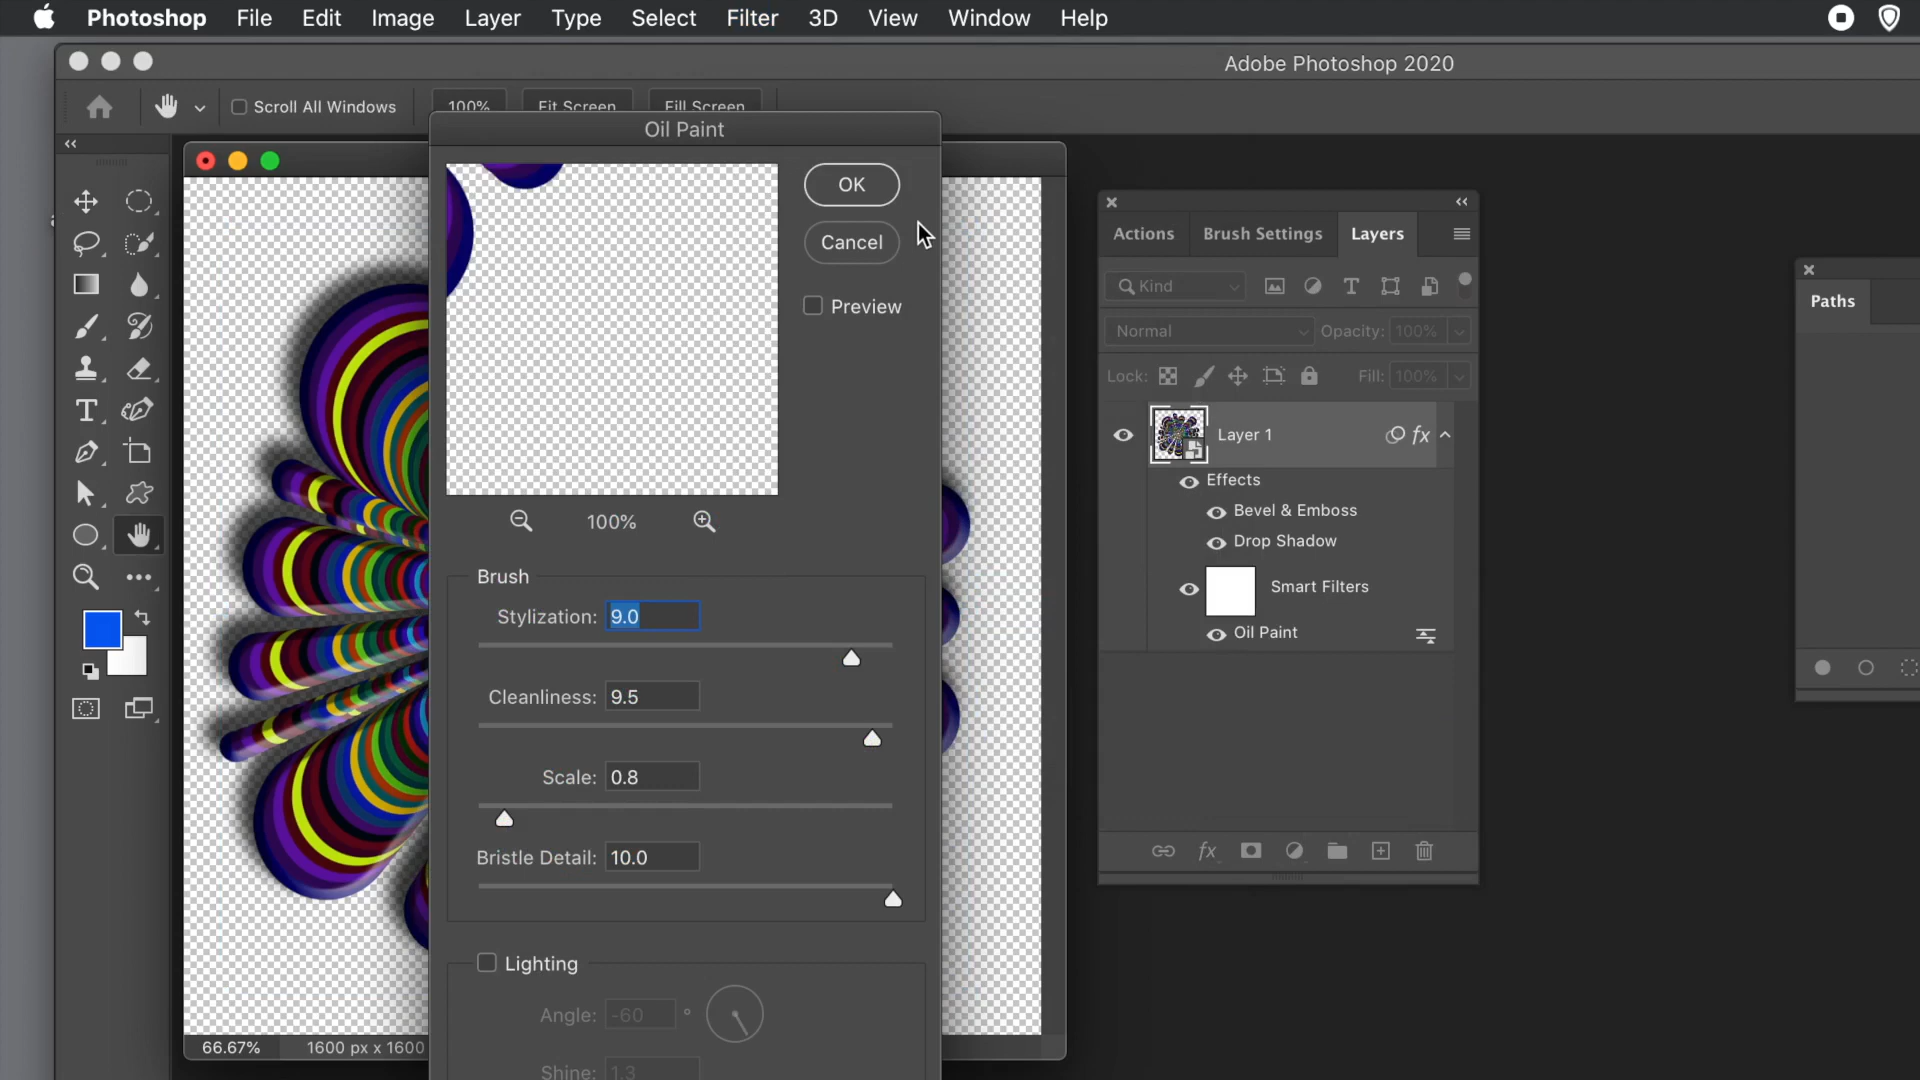 Photoshop File Edit Image Layer Type Select Filter 3D View Window Help
Adobe Photoshop 2020
Scroll All Windows 100% Fit Screen Fill Screen
Oil Paint
OK
Cancel
Preview
100%
Brush
Stylization: 9.0
Cleanliness: 9.5
Scale: 0.8
Bristle Detail: 10.0
Lighting
Angle: -60 °
Shine: 1.3
66.67% 1600 px x 1600
Actions Brush Settings Layers
Kind
Normal Opacity: 100%
Lock: Fill: 100%
Layer 1 fx
Effects
Bevel & Emboss
Drop Shadow
Smart Filters
Oil Paint
fx
Paths